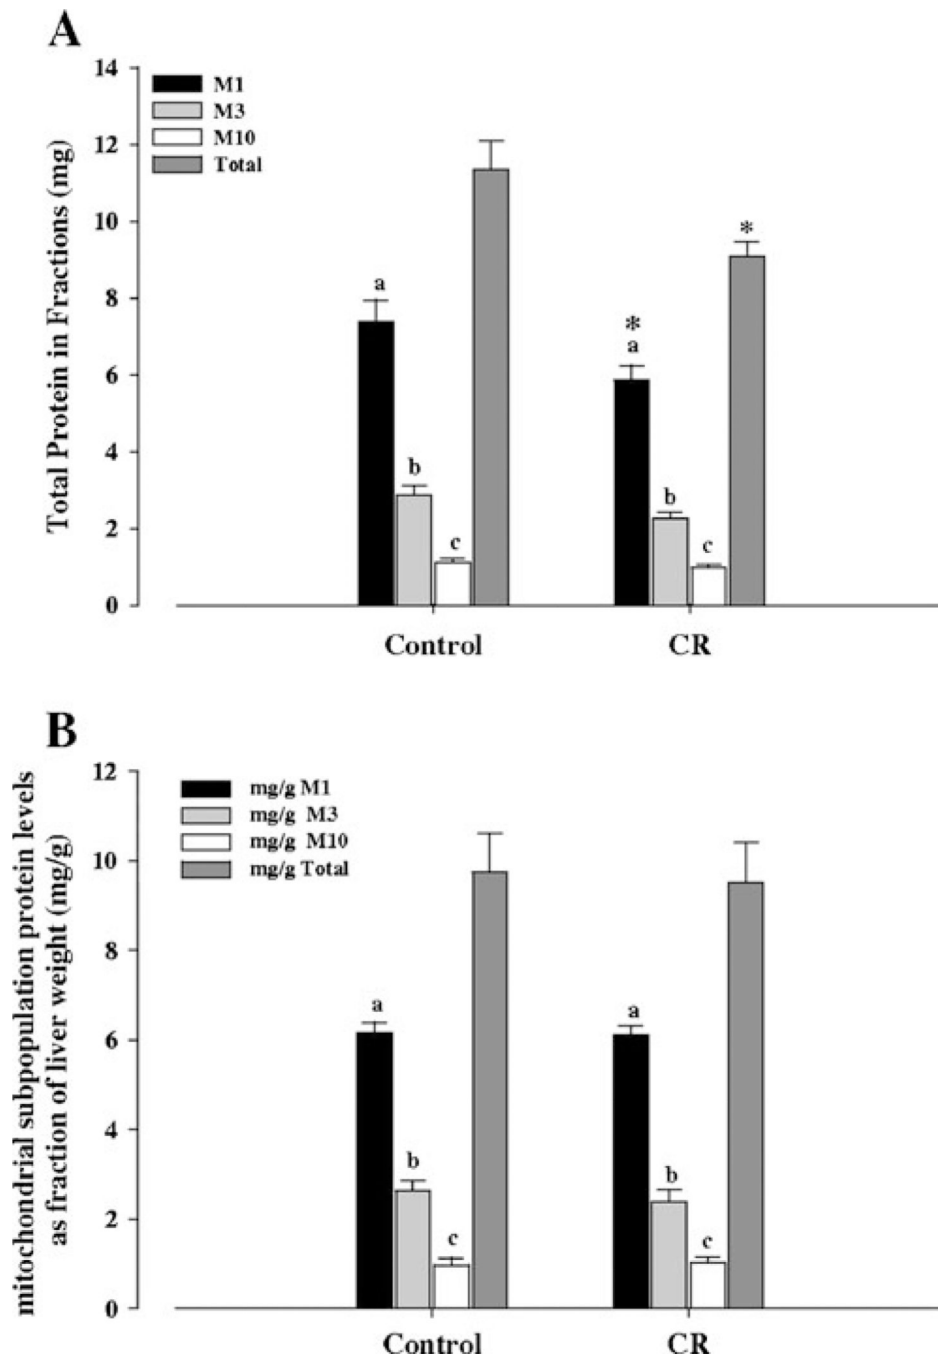 A
14
12
10
8
6
4
2
0
Total Protein in Fractions (mg)
M1
M3
M10
Total
a
b
c
*
a
b
c
*
Control CR
B
12
10
8
6
4
2
0
mitochondrial subpopulation protein levels
as fraction of liver weight (mg/g)
mg/g M1
mg/g M3
mg/g M10
mg/g Total
a
b
c
a
b
c
Control CR